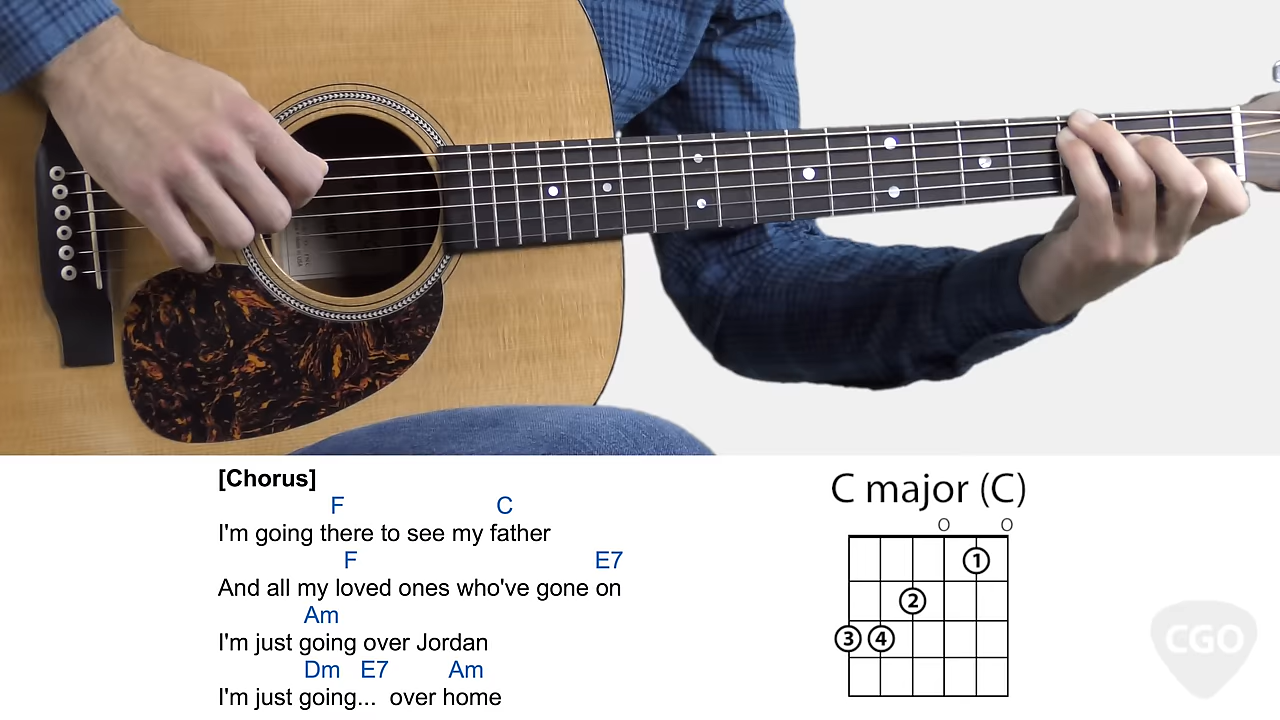 [Chorus]
F C
I'm going there to see my father
F E7
And all my loved ones who've gone on
Am
I'm just going over Jordan
Dm E7 Am
I'm just going... over home
C major (C)
O O
1
2
3 4
CGO